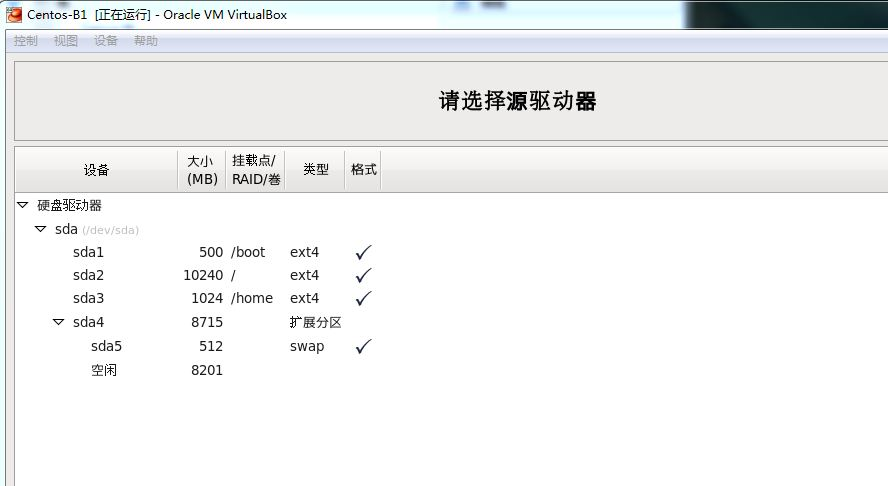 Centos-B1 [正在运行] - Oracle VM VirtualBox
控制 视图 设备 帮助
请选择源驱动器
设备 大小 (MB) 挂载点/ RAID/卷 类型 格式
硬盘驱动器
sda (/dev/sda)
sda1 500 /boot ext4 ✓
sda2 10240 / ext4 ✓
sda3 1024 /home ext4 ✓
sda4 8715 扩展分区
sda5 512 swap ✓
空闲 8201